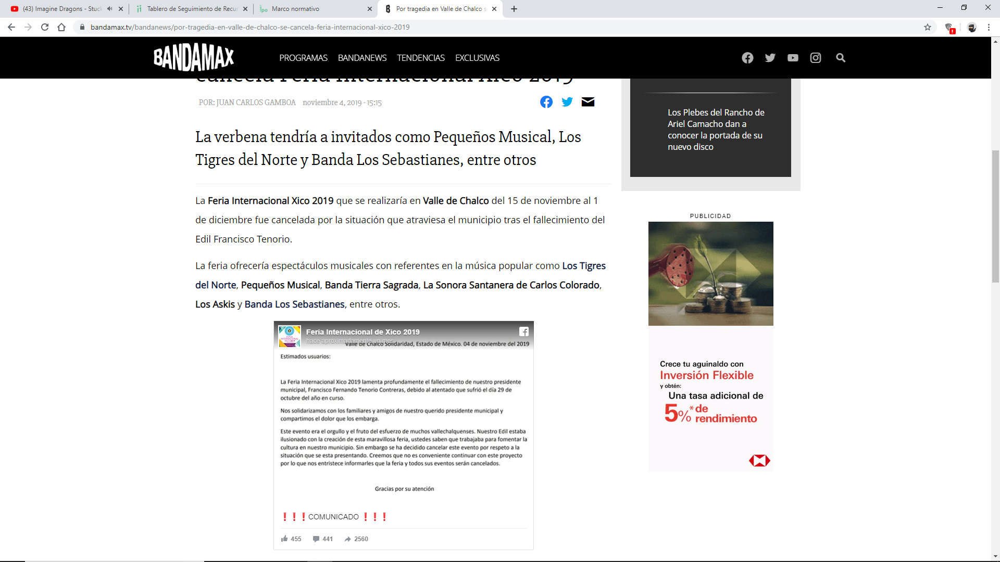 (43) Imagine Dragons - Stuck
Tablero de Seguimiento de Recur
ipo Marco normativo
Por tragedia en Valle de Chalco s
bandamax.tv/bandanews/por-tragedia-en-valle-de-chalco-se-cancela-feria-internacional-xico-2019
BANDAMAX
PROGRAMAS BANDANEWS TENDENCIAS EXCLUSIVAS
cancela Feria Internacional Xico 2019
POR: JUAN CARLOS GAMBOA noviembre 4, 2019 - 15:15
La verbena tendría a invitados como Pequeños Musical, Los
Tigres del Norte y Banda Los Sebastianes, entre otros
La Feria Internacional Xico 2019 que se realizaría en Valle de Chalco del 15 de noviembre al 1
de diciembre fue cancelada por la situación que atraviesa el municipio tras el fallecimiento del
Edil Francisco Tenorio.
La feria ofrecería espectáculos musicales con referentes en la música popular como Los Tigres
del Norte, Pequeños Musical, Banda Tierra Sagrada, La Sonora Santanera de Carlos Colorado,
Los Askis y Banda Los Sebastianes, entre otros.
FERIA
INTERNACIONAL
XICO 2019
Feria Internacional de Xico 2019
hace aproximadamente un mes
Valle de Chalco Solidaridad, Estado de México. 04 de noviembre del 2019
Estimados usuarios:
La Feria Internacional Xico 2019 lamenta profundamente el fallecimiento de nuestro presidente
municipal, Francisco Fernando Tenorio Contreras, debido al atentado que sufrió el día 29 de
octubre del año en curso.
Nos solidarizamos con los familiares y amigos de nuestro querido presidente municipal y
compartimos el dolor que los embarga.
Este evento era el orgullo y el fruto del esfuerzo de muchos vallechalquenses. Nuestro Edil estaba
ilusionado con la creación de esta maravillosa feria, ustedes saben que trabajaba para fomentar la
cultura en nuestro municipio. Sin embargo se ha decidido cancelar este evento por respeto a la
situación que se esta presentando. Creemos que no es conveniente continuar con este proyecto
por lo que nos entristece informarles que la feria y todos sus eventos serán cancelados.
Gracias por su atención
❗❗❗COMUNICADO ❗❗❗
455 441 2560
Los Plebes del Rancho de
Ariel Camacho dan a
conocer la portada de su
nuevo disco
PUBLICIDAD
Crece tu aguinaldo con
Inversión Flexible
y obtén:
Una tasa adicional de
5%* de
rendimiento